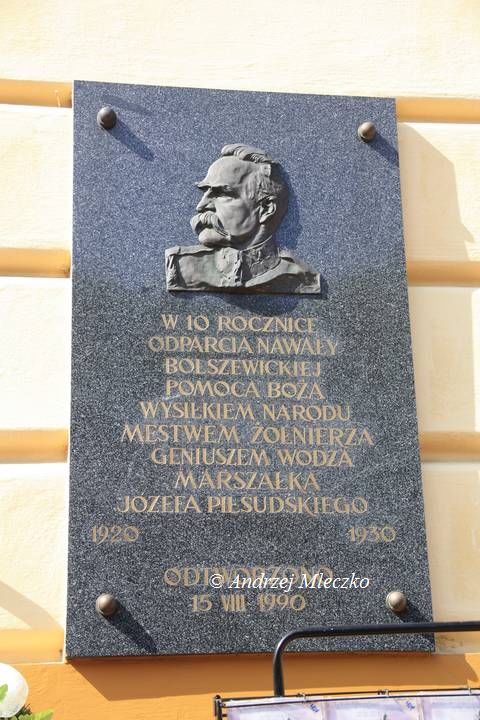 W 10 ROCZNICĘ
ODPARCIA NAWAŁY
BOLSZEWICKIEJ
POMOCĄ BOŻĄ
WYSIŁKIEM NARODU
MĘSTWEM ŻOŁNIERZA
GENIUSZEM WODZA
MARSZAŁKA
JÓZEFA PIŁSUDSKIEGO
1920 1930
ODTWORZONO
© Andrzej Mleczko
15 VIII 1990